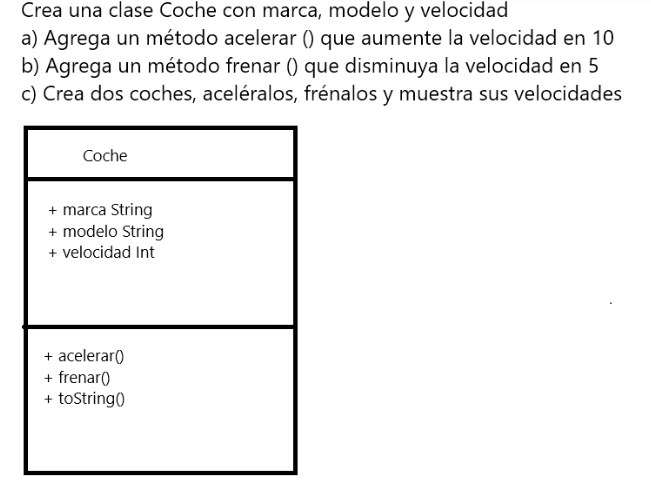 Crea una clase Coche con marca, modelo y velocidad
a) Agrega un método acelerar () que aumente la velocidad en 10
b) Agrega un método frenar () que disminuya la velocidad en 5
c) Crea dos coches, aceléralos, frénalos y muestra sus velocidades
Coche
+ marca String
+ modelo String
+ velocidad Int
+ acelerar()
+ frenar()
+ toString()